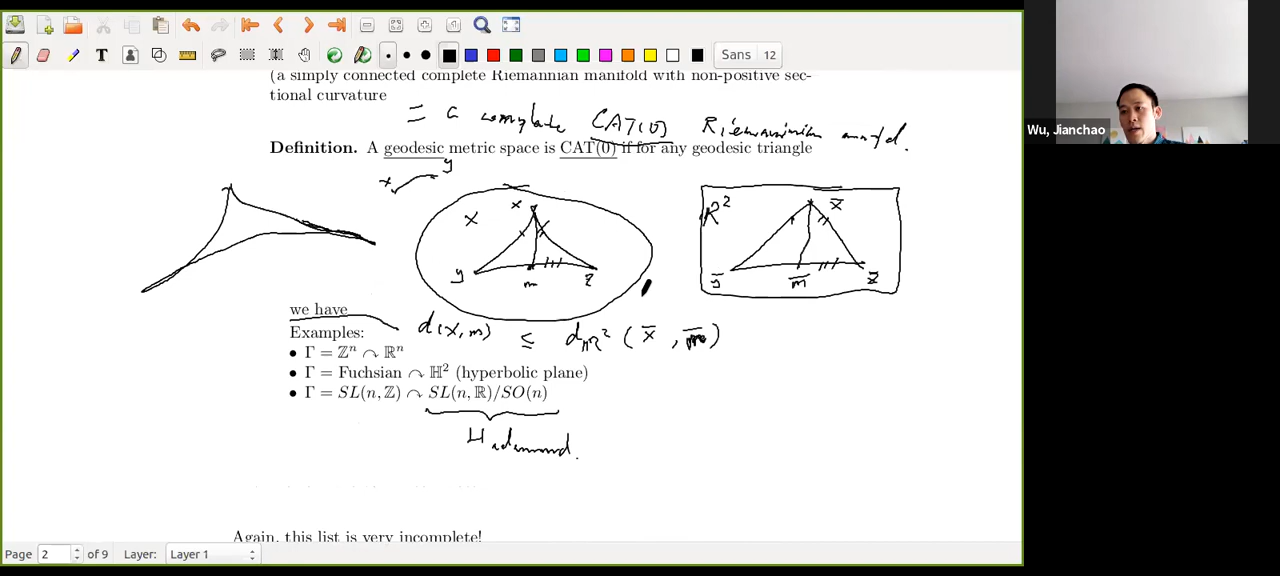 Sans 12
(a simply connected complete Riemannian manifold with non-positive sec-
tional curvature
= a complete CAT(0) Riemannian manfd.
Definition. A geodesic metric space is CAT(0) if for any geodesic triangle
x y
X x y m z
R² x̄ ȳ m̄ z̄
we have d(x,m) ≤ d_R² (x̄, m̄)
Examples:
• Γ = ℤⁿ ↷ ℝⁿ
• Γ = Fuchsian ↷ ℍ² (hyperbolic plane)
• Γ = SL(n, ℤ) ↷ SL(n, ℝ)/SO(n)
Hadamard.
Again, this list is very incomplete!
Page 2 of 9 Layer: Layer 1
Wu, Jianchao